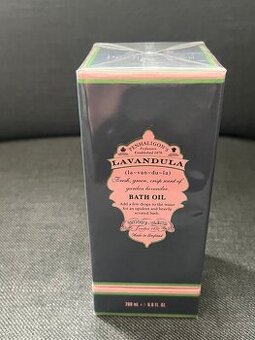 PENHALIGON'S
LAVANDULA
(la-van-du-la)
Fresh, green, crisp scent of
garden lavender.
BATH OIL
Add a few drops to the water
for an opulent and heavily
scented bath.
Made in England
200 ml e 6.8 fl. oz